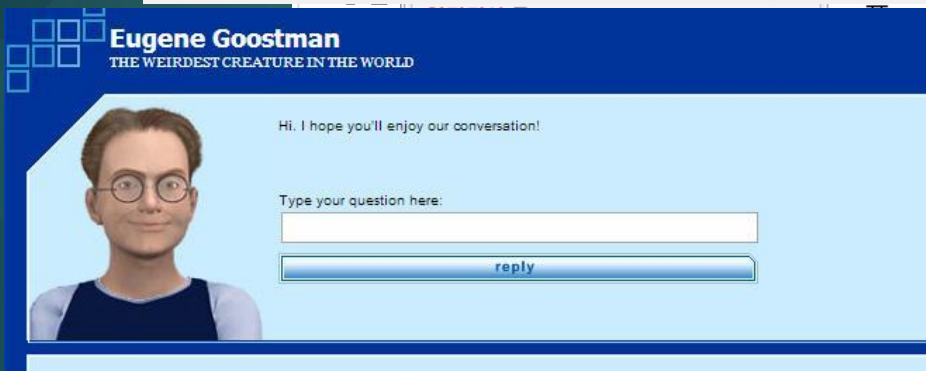 Eugene Goostman
THE WEIRDEST CREATURE IN THE WORLD
Hi. I hope you'll enjoy our conversation!
Type your question here:
reply